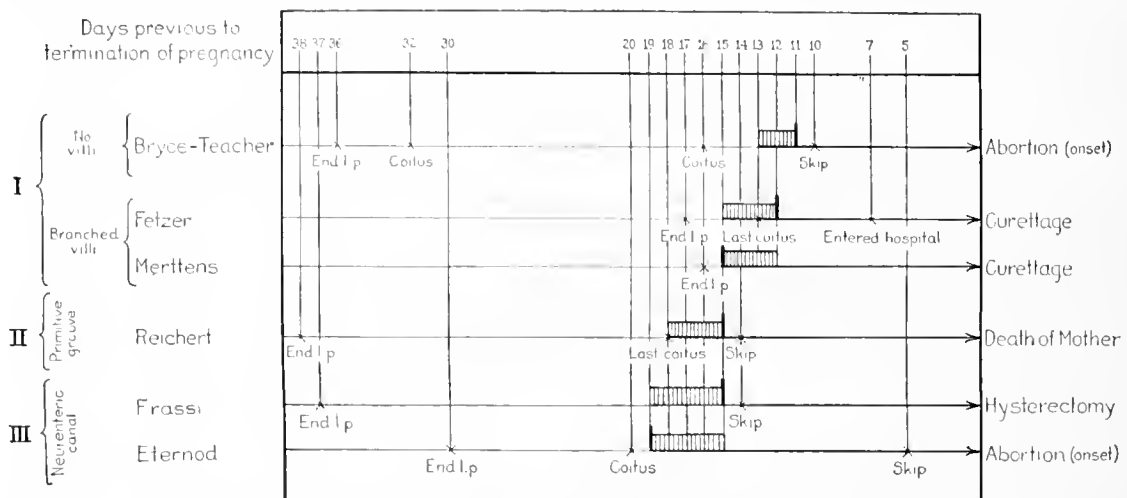 Days previous to
termination of pregnancy
38 37 36 32 30 20 19 18 17 15 14 13 12 11 10 7 5
I
No
villi
Bryce-Teacher
End l.p
Coitus
Coitus
Skip
Abortion (onset)
Branched
villi
Fetzer
End l.p
Last coitus
Entered hospital
Curettage
Merttens
End l.p
Curettage
II
Primitive
groove
Reichert
End l.p
Last coitus
Skip
Death of Mother
III
Neurenteric
canal
Frassi
End l.p
Skip
Hysterectomy
Eternod
End l.p
Coitus
Skip
Abortion (onset)